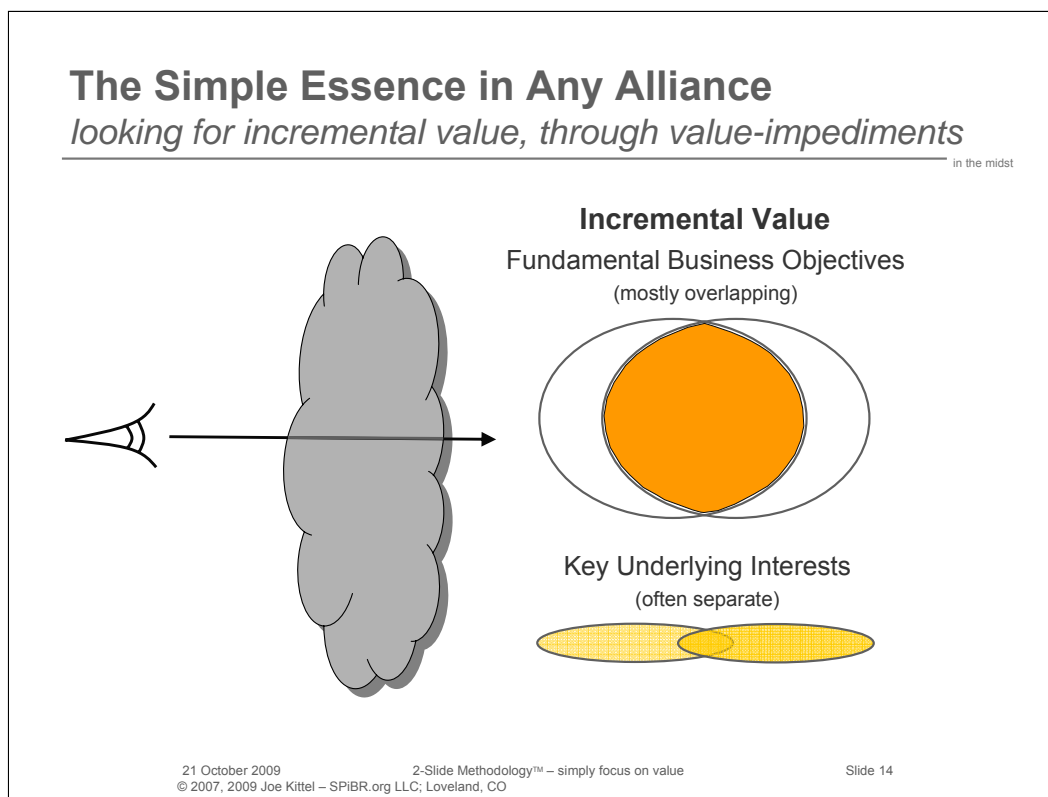 The Simple Essence in Any Alliance
looking for incremental value, through value-impediments
in the midst
Incremental Value
Fundamental Business Objectives
(mostly overlapping)
Key Underlying Interests
(often separate)
21 October 2009 2-Slide Methodology™ – simply focus on value Slide 14
© 2007, 2009 Joe Kittel – SPiBR.org LLC; Loveland, CO